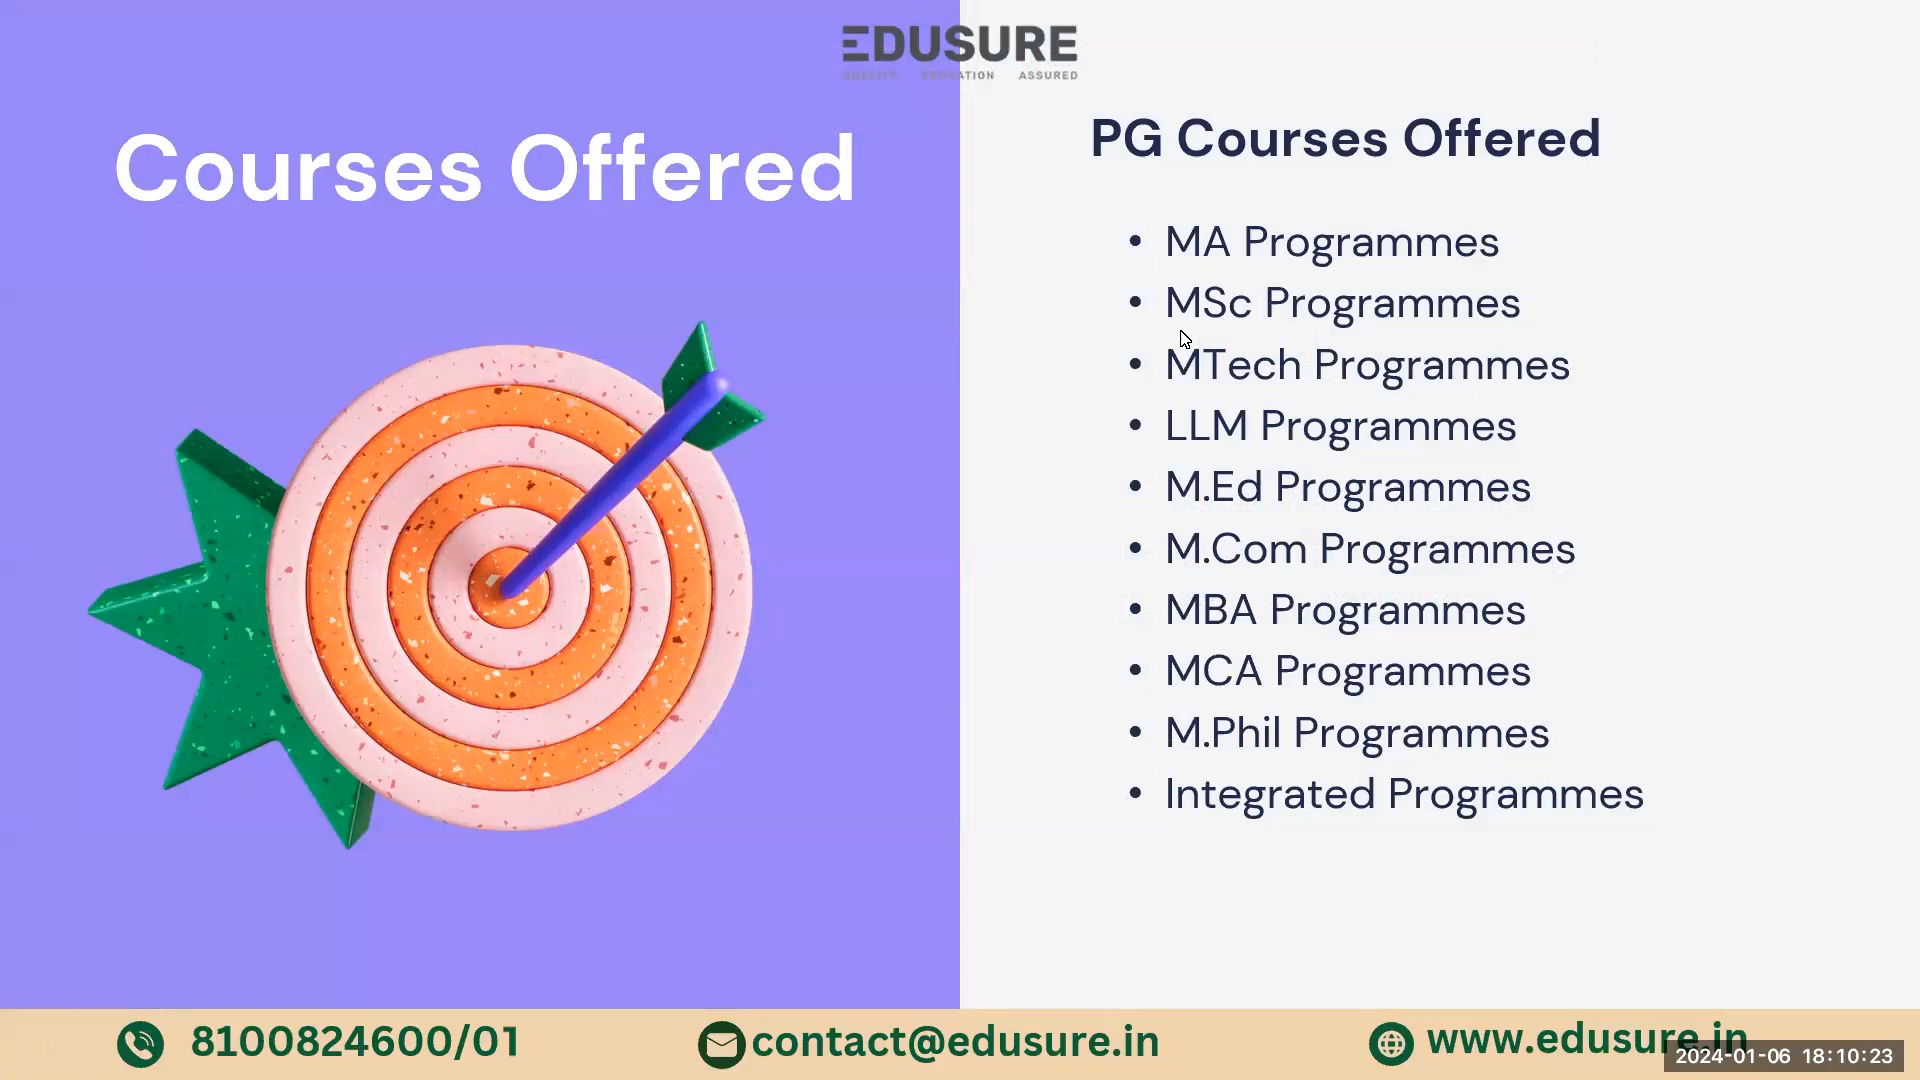 EDUSURE
QUALITY EDUCATION ASSURED
Courses Offered
PG Courses Offered
• MA Programmes
• MSc Programmes
• MTech Programmes
• LLM Programmes
• M.Ed Programmes
• M.Com Programmes
• MBA Programmes
• MCA Programmes
• M.Phil Programmes
• Integrated Programmes
8100824600/01
contact@edusure.in
www.edusure.in
2024-01-06 18:10:23